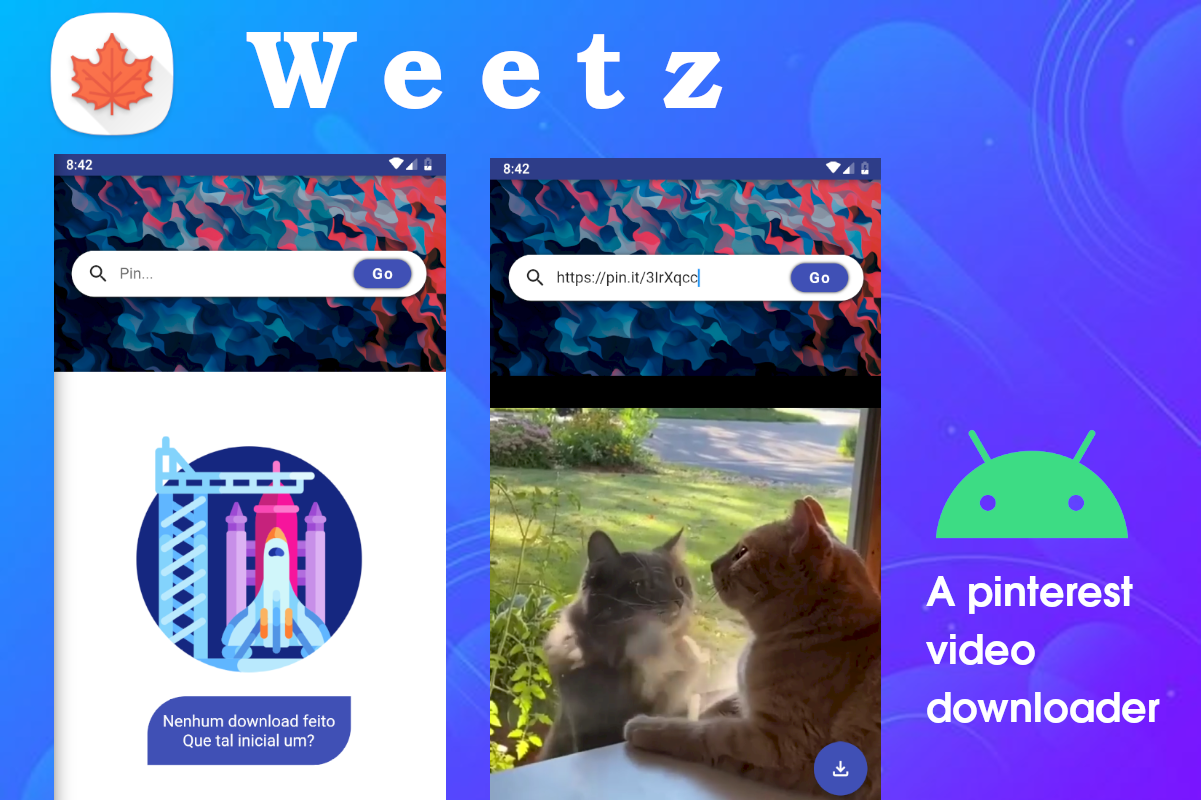 Weetz
8:42
Pin...
Go
Nenhum download feito
Que tal inicial um?
8:42
https://pin.it/3lrXqcc
Go
A pinterest
video
downloader